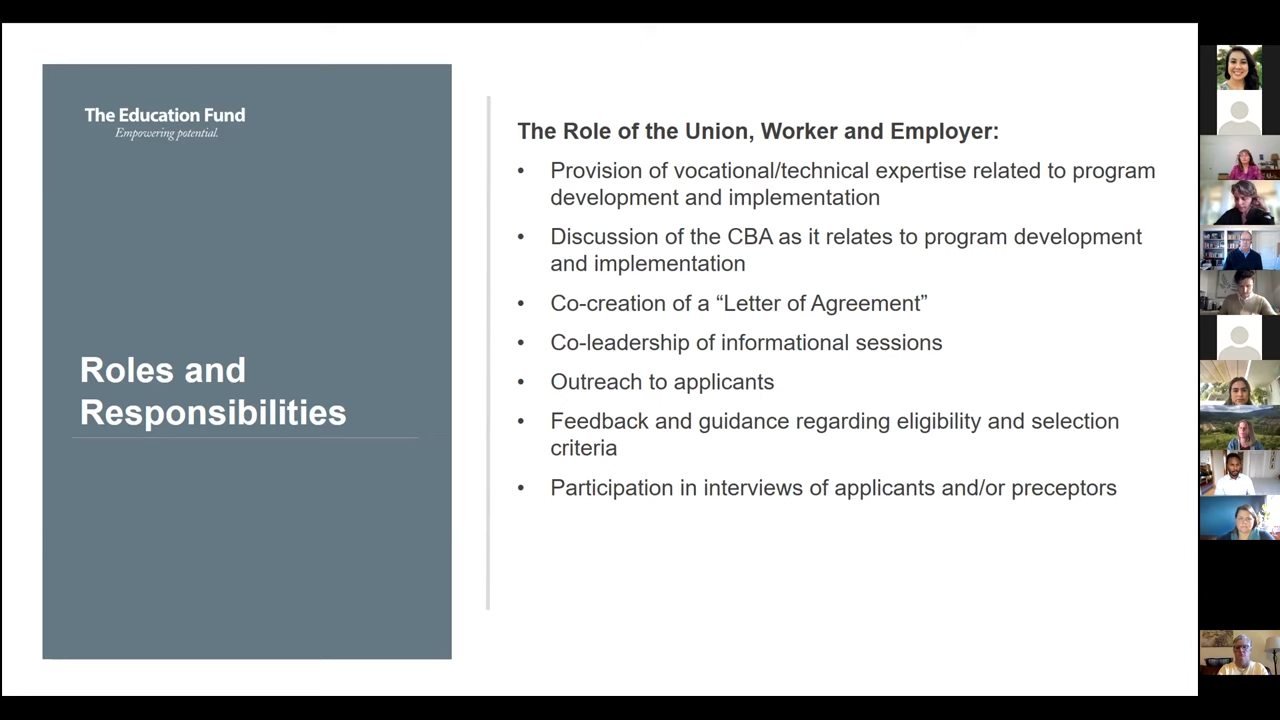 The Education Fund
Empowering potential.
Roles and
Responsibilities
The Role of the Union, Worker and Employer:
• Provision of vocational/technical expertise related to program
development and implementation
• Discussion of the CBA as it relates to program development
and implementation
• Co-creation of a “Letter of Agreement”
• Co-leadership of informational sessions
• Outreach to applicants
• Feedback and guidance regarding eligibility and selection
criteria
• Participation in interviews of applicants and/or preceptors